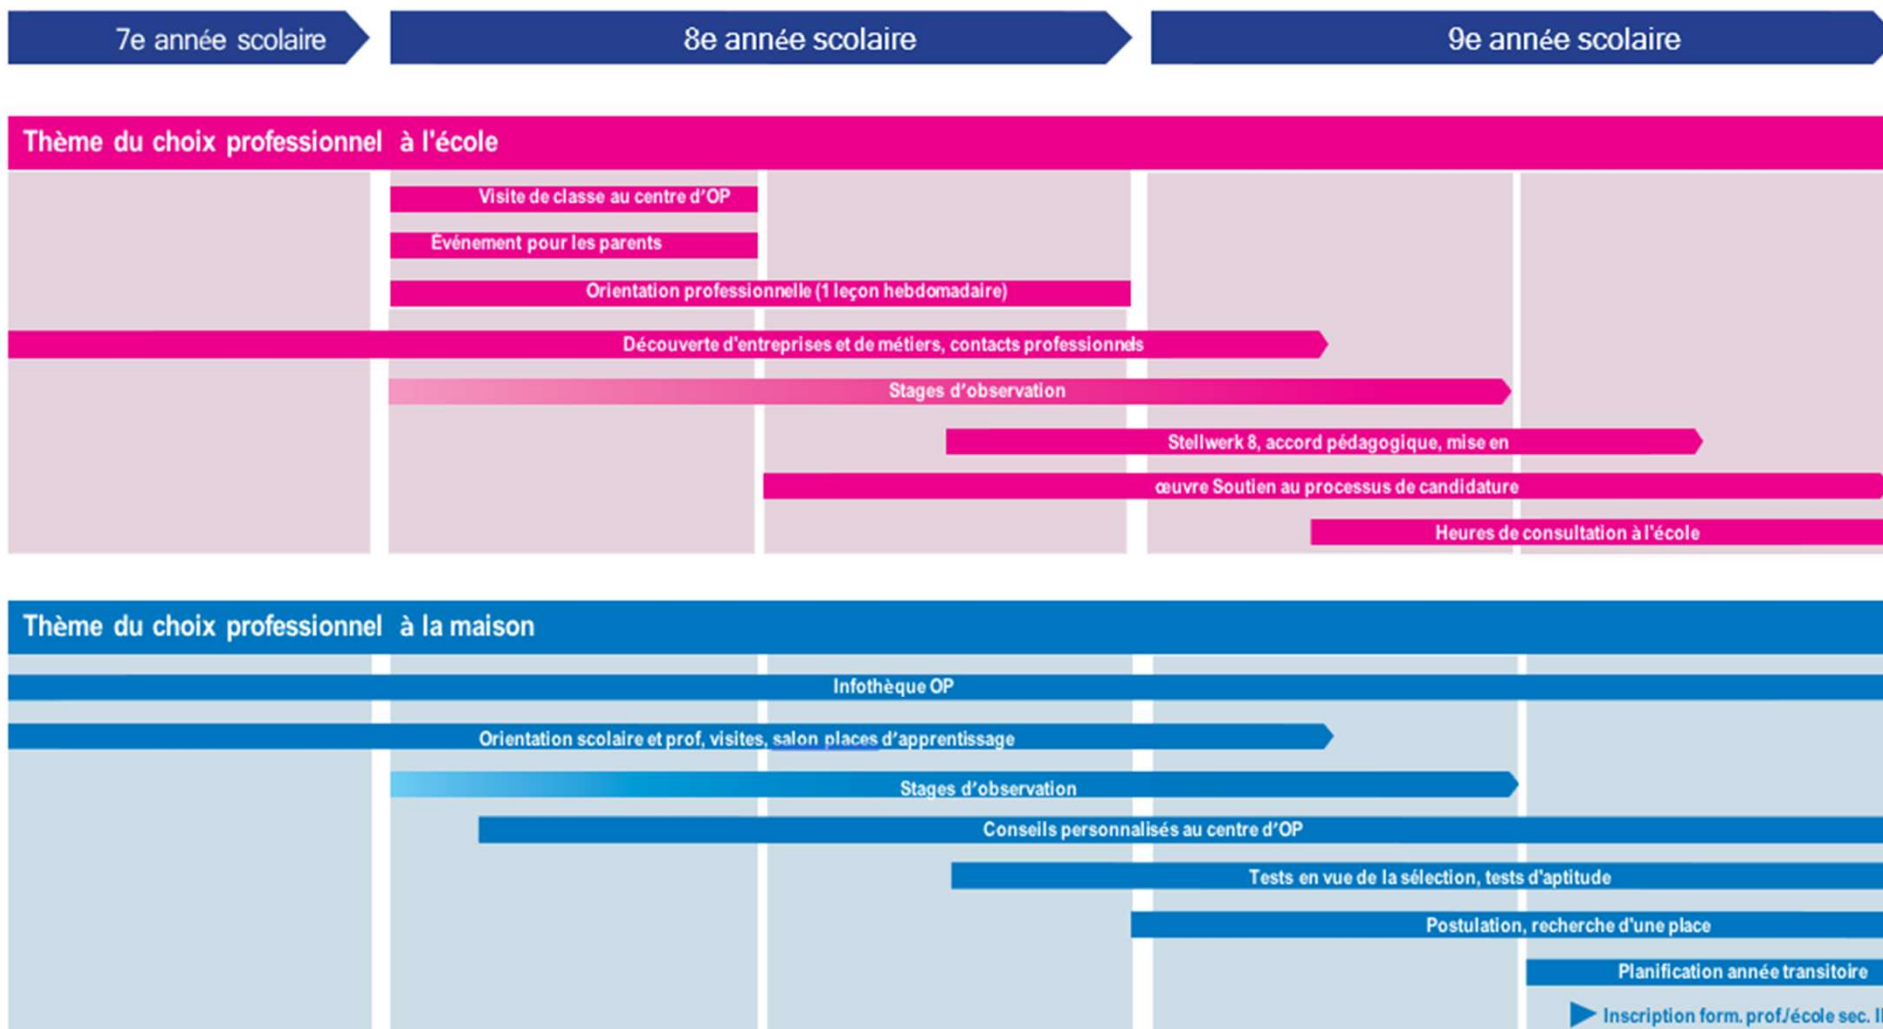 7e année scolaire
8e année scolaire
9e année scolaire
Thème du choix professionnel à l'école
Visite de classe au centre d'OP
Événement pour les parents
Orientation professionnelle (1 leçon hebdomadaire)
Découverte d'entreprises et de métiers, contacts professionnels
Stages d'observation
Stellwerk 8, accord pédagogique, mise en
œuvre Soutien au processus de candidature
Heures de consultation à l'école
Thème du choix professionnel à la maison
Infothèque OP
Orientation scolaire et prof, visites, salon places d'apprentissage
Stages d'observation
Conseils personnalisés au centre d'OP
Tests en vue de la sélection, tests d'aptitude
Postulation, recherche d'une place
Planification année transitoire
Inscription form. prof./école sec. II